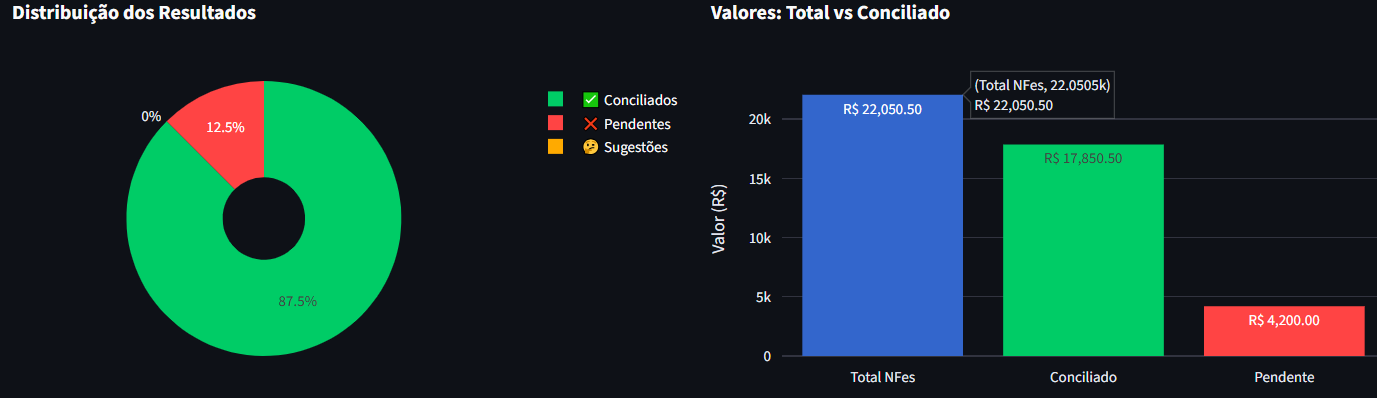 Distribuição dos Resultados
0%
12.5%
87.5%
✅ Conciliados
❌ Pendentes
🤔 Sugestões
Valores: Total vs Conciliado
Valor (R$)
20k
15k
10k
5k
0
R$ 22,050.50
(Total NFes, 22.0505k)
R$ 22,050.50
R$ 17,850.50
R$ 4,200.00
Total NFes
Conciliado
Pendente